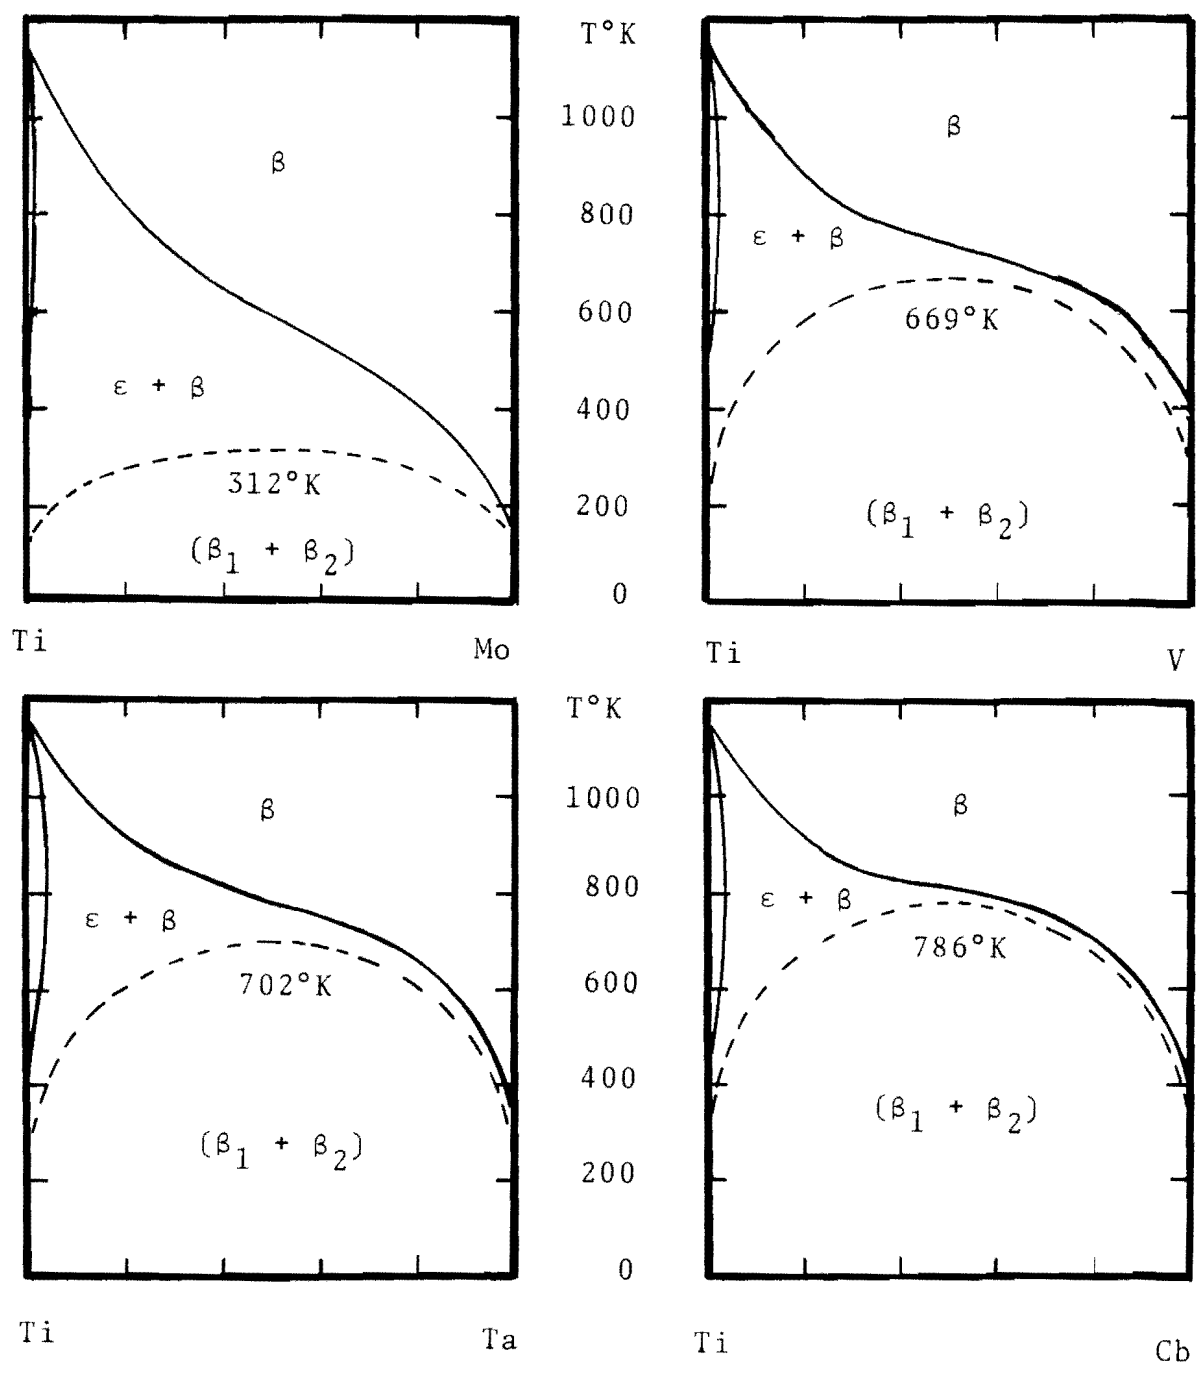 T°K
1000
800
600
400
200
0
β
ε + β
312°K
(β1 + β2)
Ti
Mo
β
ε + β
669°K
(β1 + β2)
Ti
V
T°K
1000
800
600
400
200
0
β
ε + β
702°K
(β1 + β2)
Ti
Ta
β
ε + β
786°K
(β1 + β2)
Ti
Cb